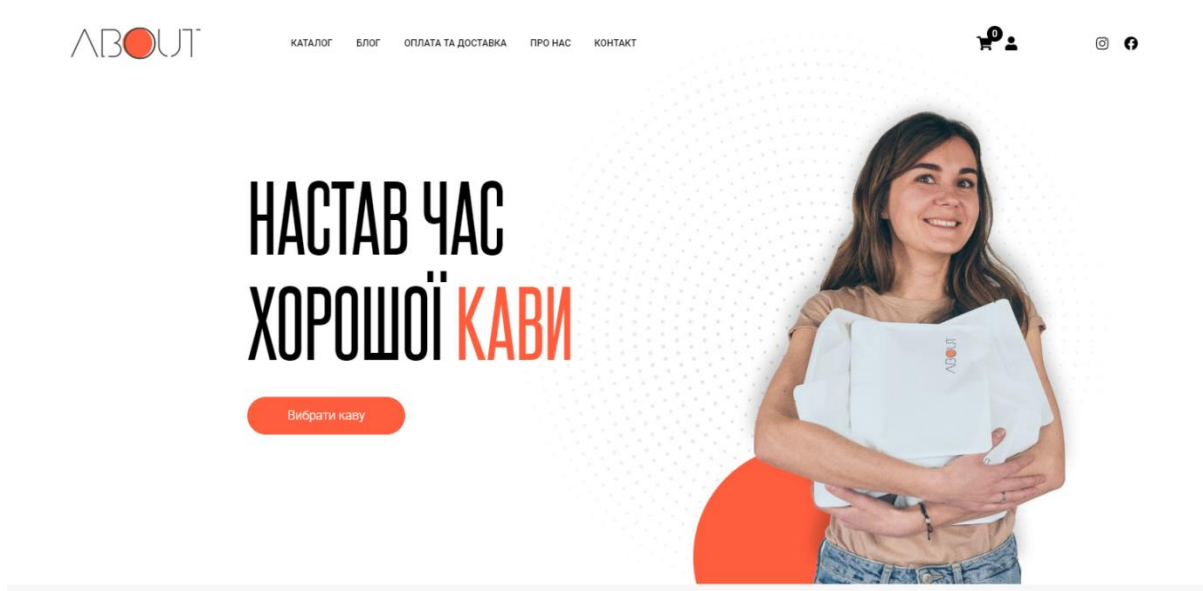 ABOUT
КАТАЛОГ БЛОГ ОПЛАТА ТА ДОСТАВКА ПРО НАС КОНТАКТ
0
НАСТАВ ЧАС
ХОРОШОЇ КАВИ
Вибрати каву
ABOUT